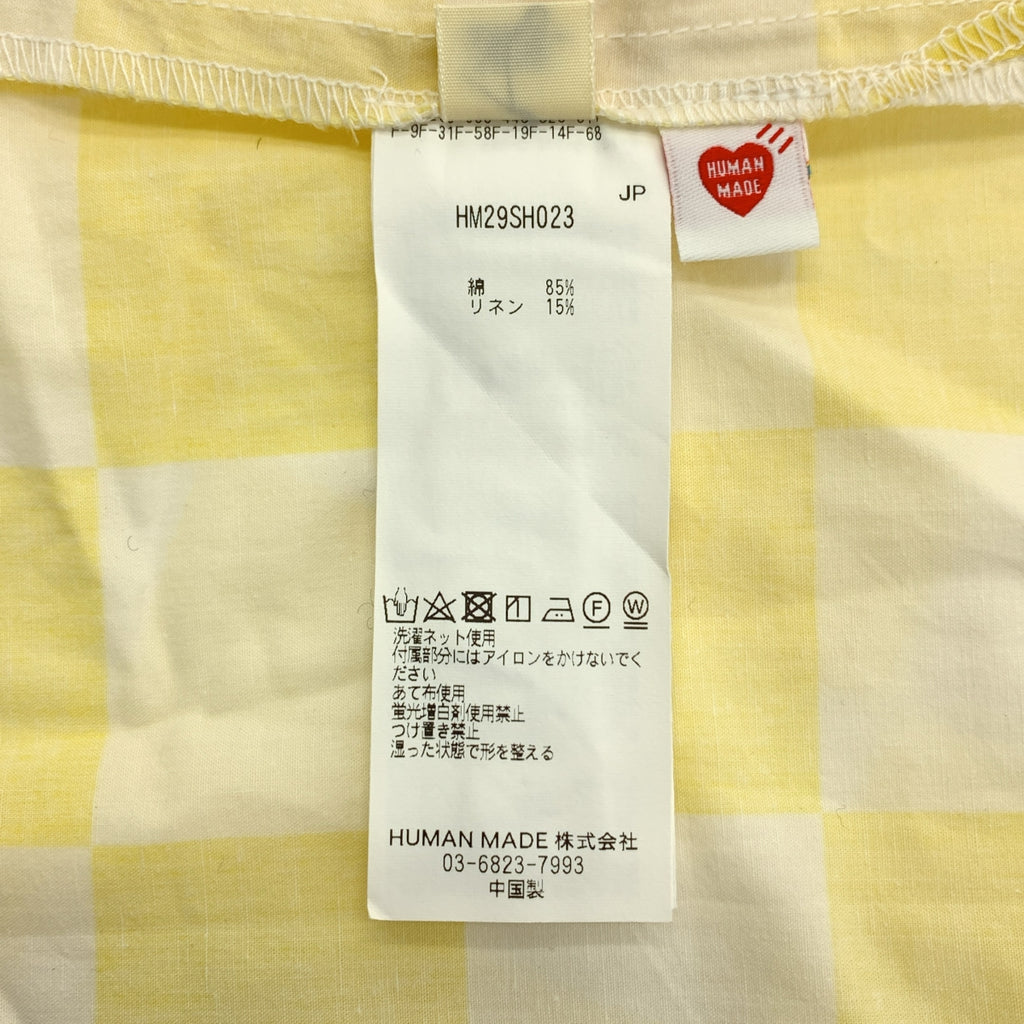 F-9F-31F-58F-19F-14F-68
HUMAN
MADE
JP
HM29SH023
綿 85%
リネン 15%
F W
洗濯ネット使用
付属部分にはアイロンをかけないでく
ださい
あて布使用
蛍光増白剤使用禁止
つけ置き禁止
湿った状態で形を整える
HUMAN MADE 株式会社
03-6823-7993
中国製